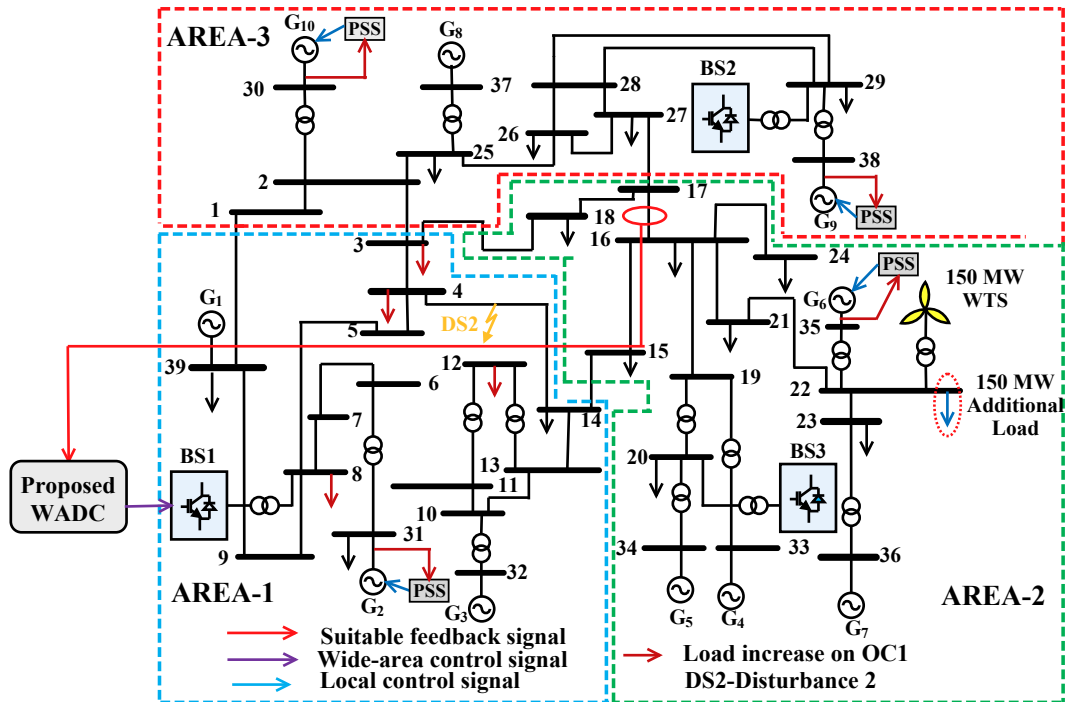 AREA-3
G10
PSS
G8
30
37
28
BS2
29
26
27
25
38
2
17
PSS
1
18
G9
3
16
24
PSS
150 MW
WTS
G1
4
G6
DS2
21
35
5
12
15
39
19
22
150 MW
Additional
Load
6
7
14
23
BS1
8
13
20
BS3
11
Proposed
WADC
10
31
34
33
36
9
32
AREA-1
G2
PSS
G3
G5
G4
AREA-2
G7
Suitable feedback signal
Wide-area control signal
Local control signal
Load increase on OC1
DS2-Disturbance 2